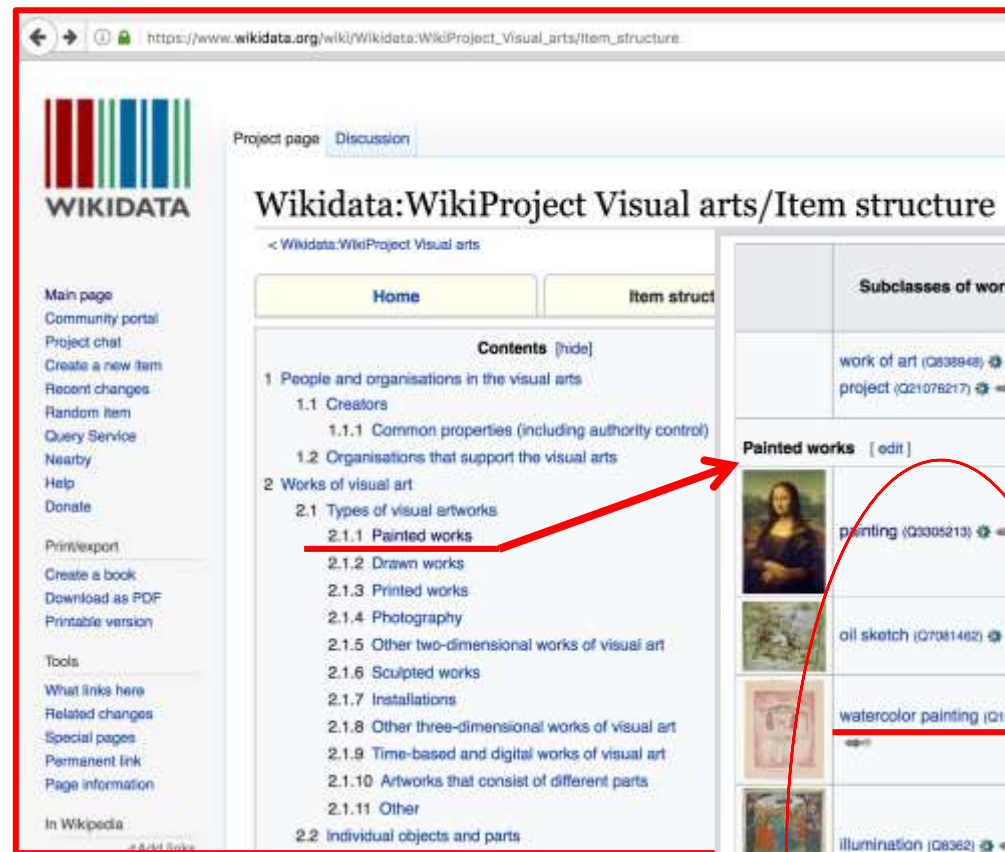 https://www.wikidata.org/wiki/Wikidata:WikiProject_Visual_arts/Item_structure
WIKIDATA
Project page Discussion
Wikidata:WikiProject Visual arts/Item structure
< Wikidata:WikiProject Visual arts
Home
Item struct
Main page
Community portal
Project chat
Create a new item
Recent changes
Random item
Query Service
Nearby
Help
Donate
Print/export
Create a book
Download as PDF
Printable version
Tools
What links here
Related changes
Special pages
Permanent link
Page information
In Wikipedia
Add links
Contents [hide]
1 People and organisations in the visual arts
1.1 Creators
1.1.1 Common properties (including authority control)
1.2 Organisations that support the visual arts
2 Works of visual art
2.1 Types of visual artworks
2.1.1 Painted works
2.1.2 Drawn works
2.1.3 Printed works
2.1.4 Photography
2.1.5 Other two-dimensional works of visual art
2.1.6 Sculpted works
2.1.7 Installations
2.1.8 Other three-dimensional works of visual art
2.1.9 Time-based and digital works of visual art
2.1.10 Artworks that consist of different parts
2.1.11 Other
2.2 Individual objects and parts
Subclasses of wor
work of art (Q838948)
project (Q21076217)
Painted works [edit]
painting (Q3305213)
oil sketch (Q7081462)
watercolor painting (Q1
illumination (Q8362)